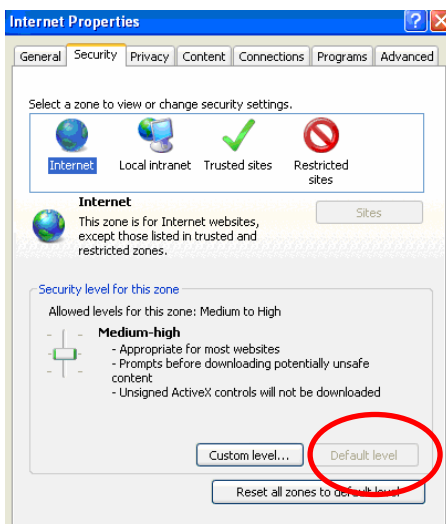 Internet Properties
General Security Privacy Content Connections Programs Advanced
Select a zone to view or change security settings.
Internet Local intranet Trusted sites Restricted
sites
Internet
Sites
This zone is for Internet websites,
except those listed in trusted and
restricted zones.
Security level for this zone
Allowed levels for this zone: Medium to High
Medium-high
- Appropriate for most websites
- Prompts before downloading potentially unsafe
content
- Unsigned ActiveX controls will not be downloaded
Custom level... Default level
Reset all zones to default level